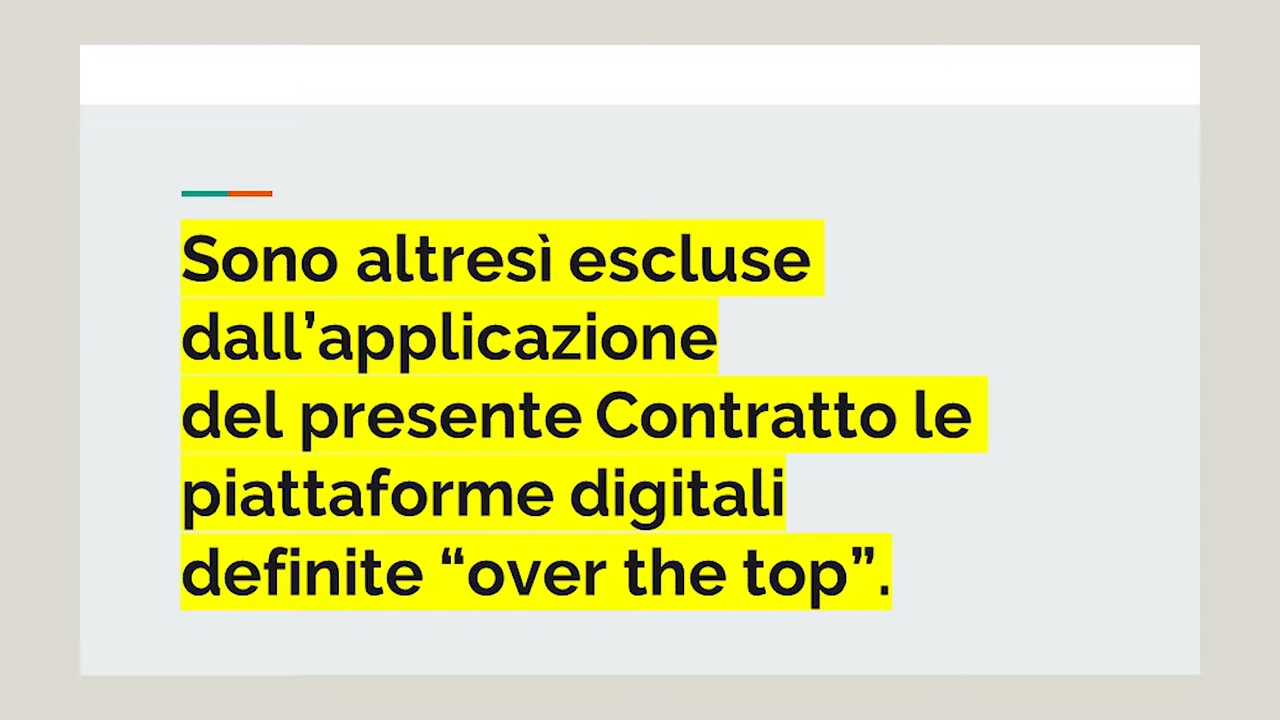 Sono altresì escluse
dall’applicazione
del presente Contratto le
piattaforme digitali
definite “over the top”.